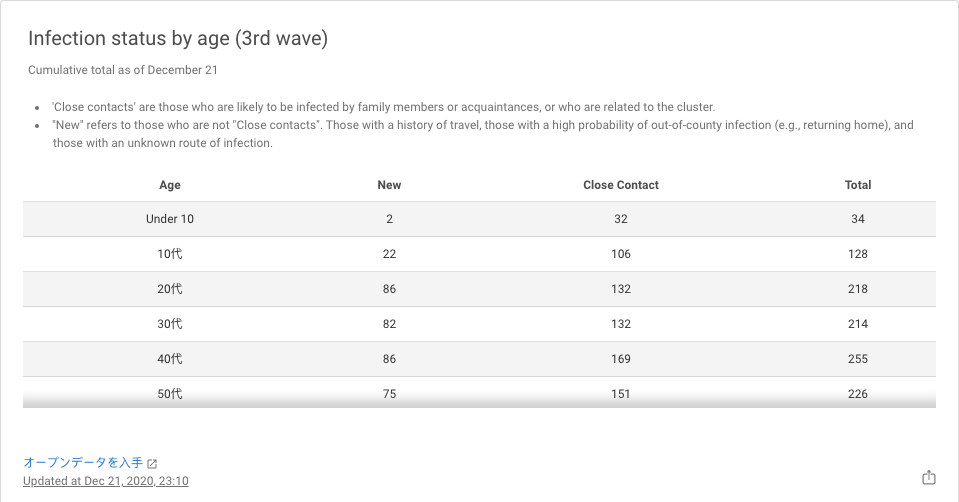 Infection status by age (3rd wave)
Cumulative total as of December 21
• 'Close contacts' are those who are likely to be infected by family members or acquaintances, or who are related to the cluster.
• "New" refers to those who are not "Close contacts". Those with a history of travel, those with a high probability of out-of-county infection (e.g., returning home), and
those with an unknown route of infection.
Age New Close Contact Total
Under 10 2 32 34
10代 22 106 128
20代 86 132 218
30代 82 132 214
40代 86 169 255
50代 75 151 226
オープンデータを入手
Updated at Dec 21, 2020, 23:10